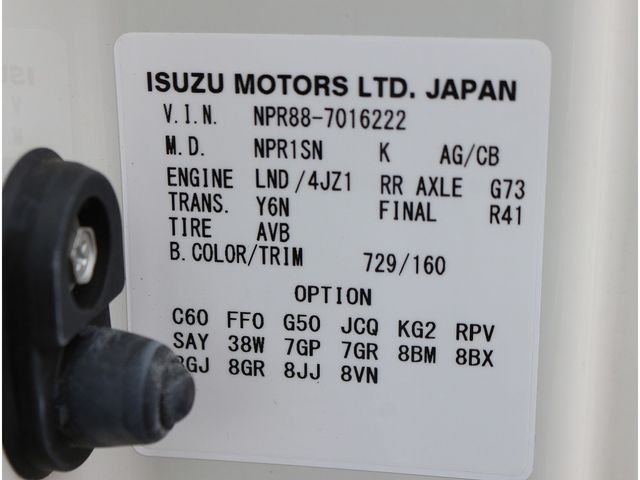 ISUZU MOTORS LTD. JAPAN
V.I.N. NPR88-7016222
M.D. NPR1SN K AG/CB
ENGINE LND/4JZ1 RR AXLE G73
TRANS. Y6N FINAL R41
TIRE AVB
B.COLOR/TRIM 729/160
OPTION
C60 FF0 G50 JCQ KG2 RPV
SAY 38W 7GP 7GR 8BM 8BX
8GR 8JJ 8VN